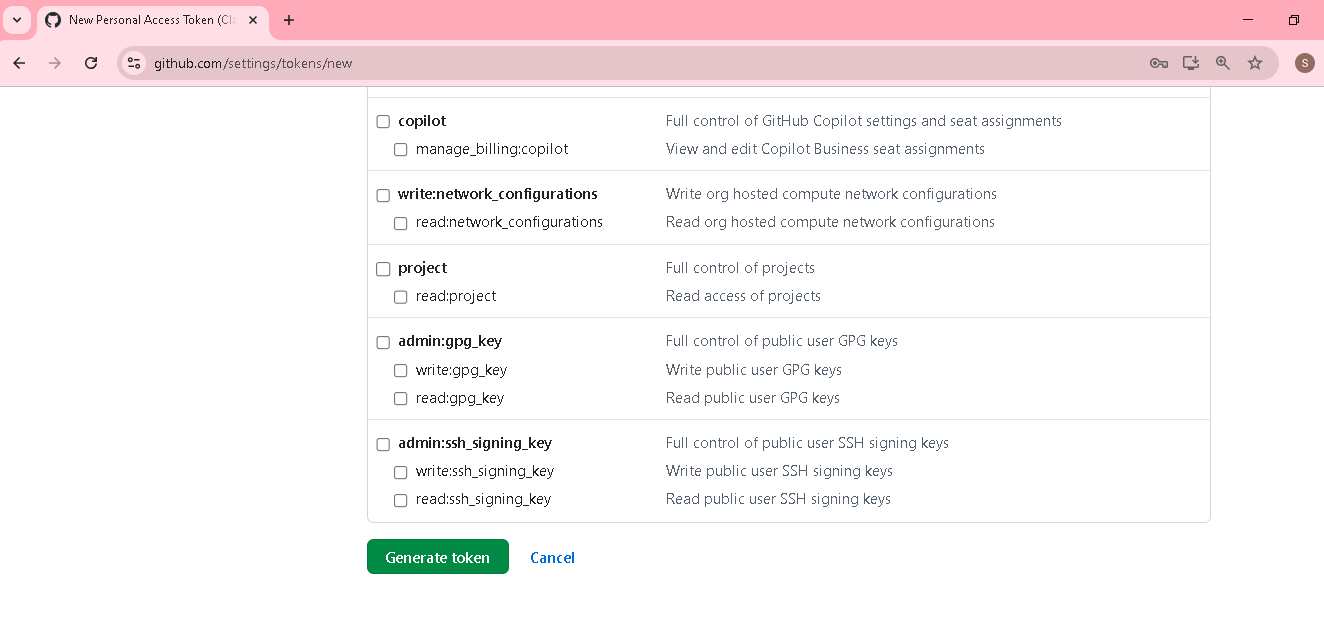 New Personal Access Token (Cla
github.com/settings/tokens/new
S
copilot Full control of GitHub Copilot settings and seat assignments
manage_billing:copilot View and edit Copilot Business seat assignments
write:network_configurations Write org hosted compute network configurations
read:network_configurations Read org hosted compute network configurations
project Full control of projects
read:project Read access of projects
admin:gpg_key Full control of public user GPG keys
write:gpg_key Write public user GPG keys
read:gpg_key Read public user GPG keys
admin:ssh_signing_key Full control of public user SSH signing keys
write:ssh_signing_key Write public user SSH signing keys
read:ssh_signing_key Read public user SSH signing keys
Generate token Cancel